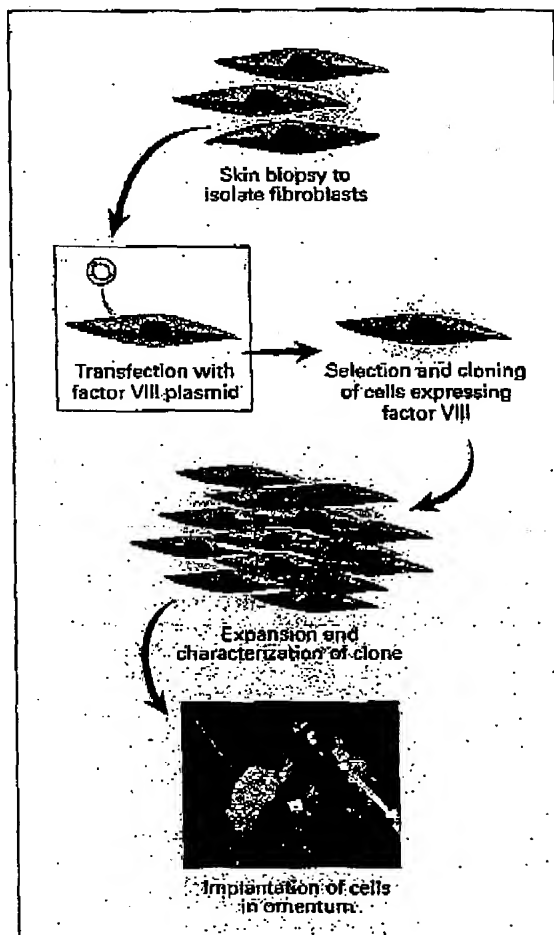 Skin biopsy to
isolate fibroblasts
Transfection with
factor VIII plasmid
Selection and cloning
of cells expressing
factor VIII
Expansion and
characterization of clone
Implantation of cells
in omentum